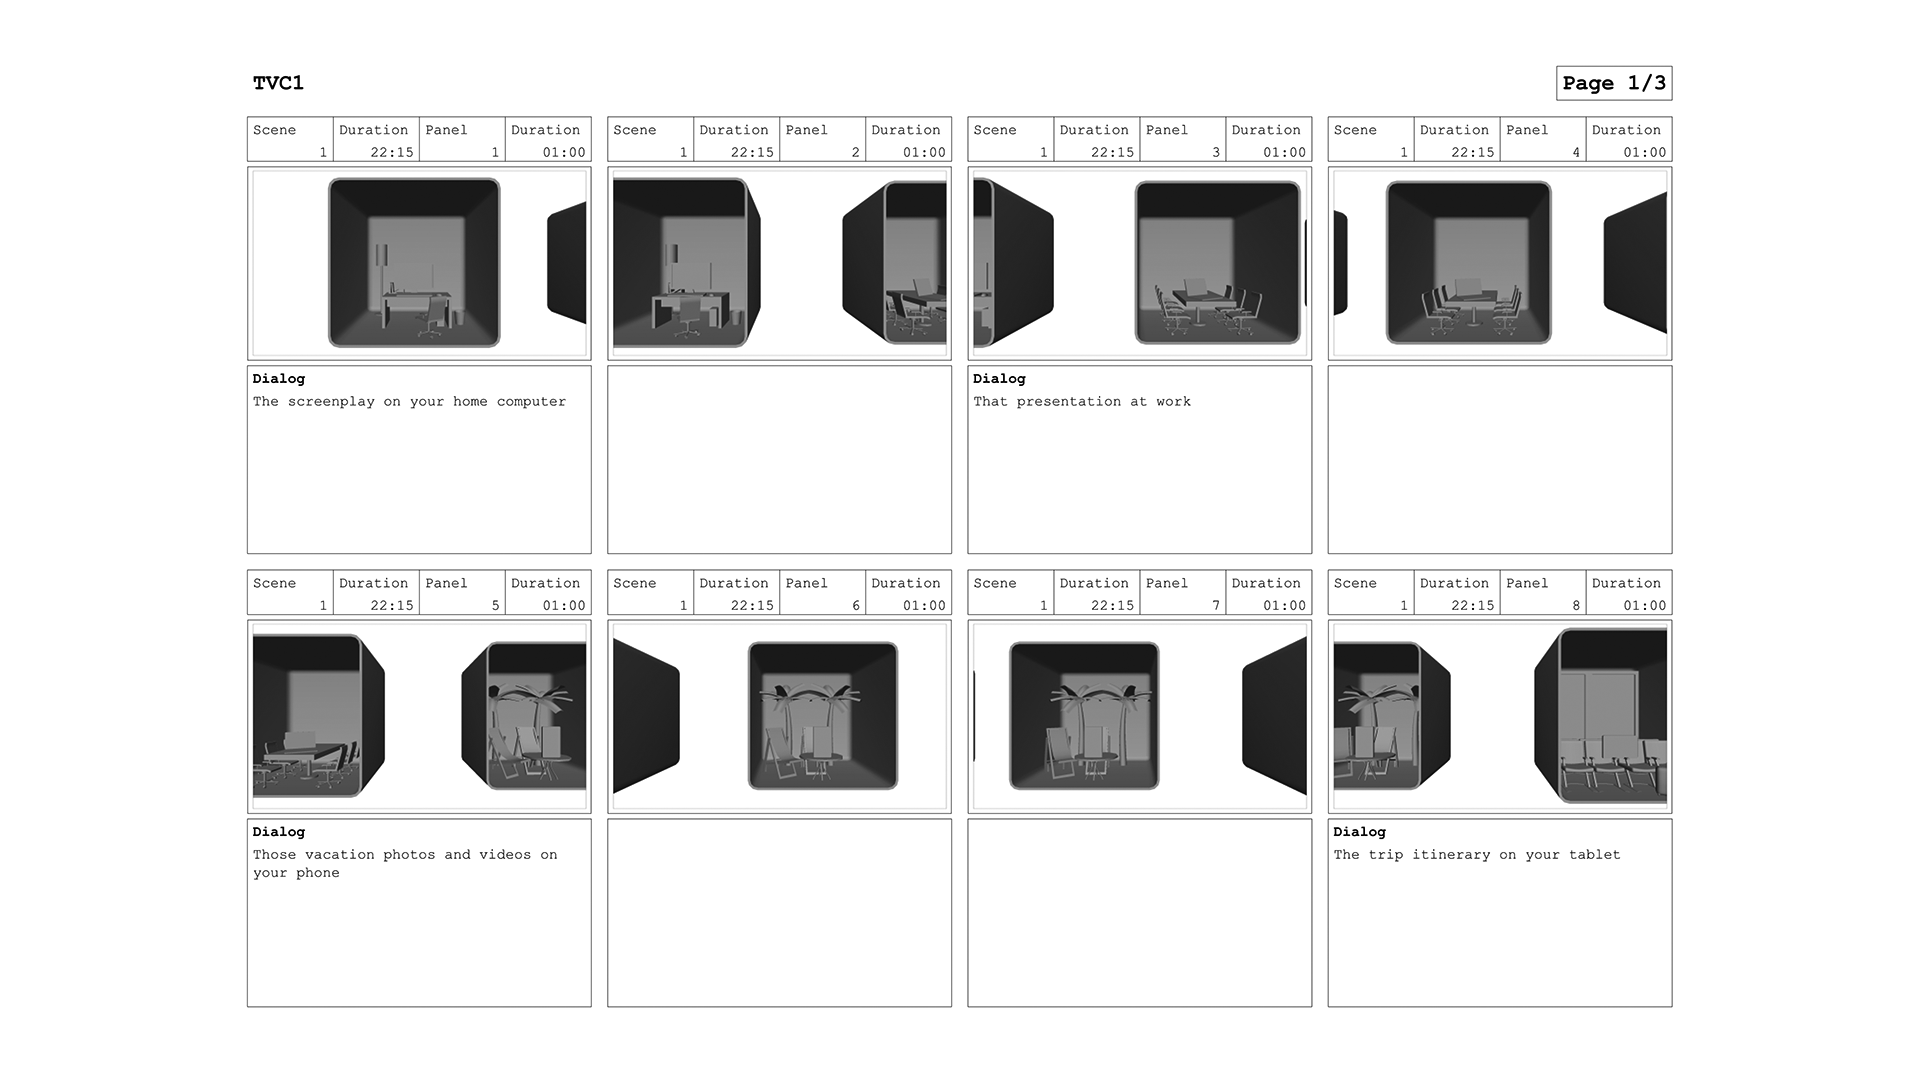 TVC1
Page 1/3
Scene Duration Panel Duration
1 22:15 1 01:00
Scene Duration Panel Duration
1 22:15 2 01:00
Scene Duration Panel Duration
1 22:15 3 01:00
Scene Duration Panel Duration
1 22:15 4 01:00
Dialog
The screenplay on your home computer
Dialog
That presentation at work
Scene Duration Panel Duration
1 22:15 5 01:00
Scene Duration Panel Duration
1 22:15 6 01:00
Scene Duration Panel Duration
1 22:15 7 01:00
Scene Duration Panel Duration
1 22:15 8 01:00
Dialog
Those vacation photos and videos on
your phone
Dialog
The trip itinerary on your tablet